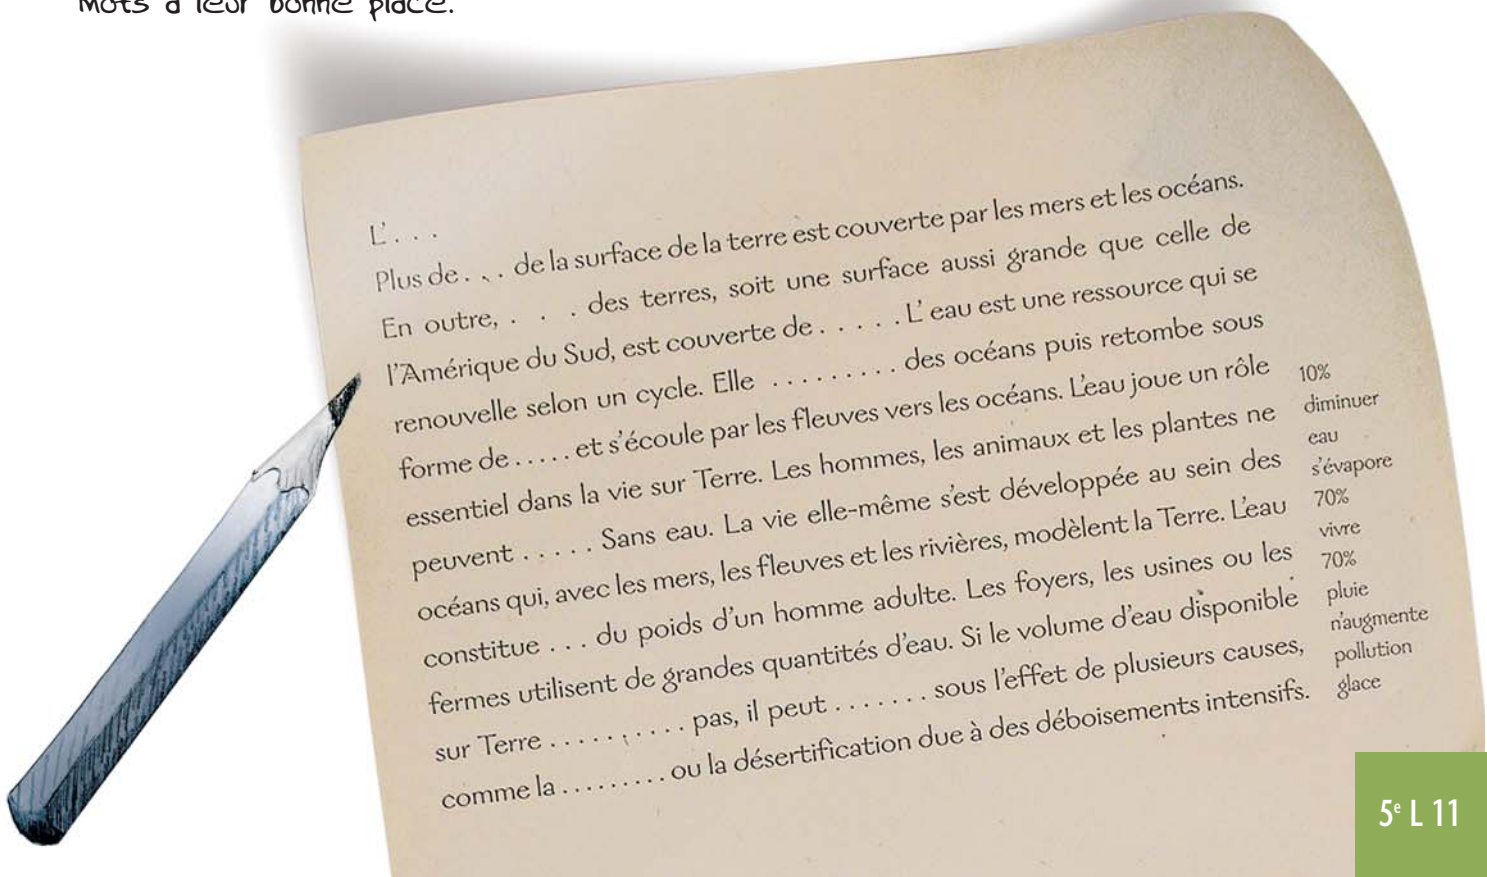 mots à leur bonne place.
L'. . .
Plus de . . . de la surface de la terre est couverte par les mers et les océans.
En outre, . . . des terres, soit une surface aussi grande que celle de
l'Amérique du Sud, est couverte de . . . . . L' eau est une ressource qui se
renouvelle selon un cycle. Elle . . . . . . . . . des océans puis retombe sous
forme de . . . . . et s'écoule par les fleuves vers les océans. L'eau joue un rôle
essentiel dans la vie sur Terre. Les hommes, les animaux et les plantes ne
peuvent . . . . . Sans eau. La vie elle-même s'est développée au sein des
océans qui, avec les mers, les fleuves et les rivières, modèlent la Terre. L'eau
constitue . . . du poids d'un homme adulte. Les foyers, les usines ou les
fermes utilisent de grandes quantités d'eau. Si le volume d'eau disponible
sur Terre . . . . . . . . . . pas, il peut . . . . . . . sous l'effet de plusieurs causes,
comme la . . . . . . . . . ou la désertification due à des déboisements intensifs.
10%
diminuer
eau
s'évapore
70%
vivre
70%
pluie
n'augmente
pollution
glace
5e L 11